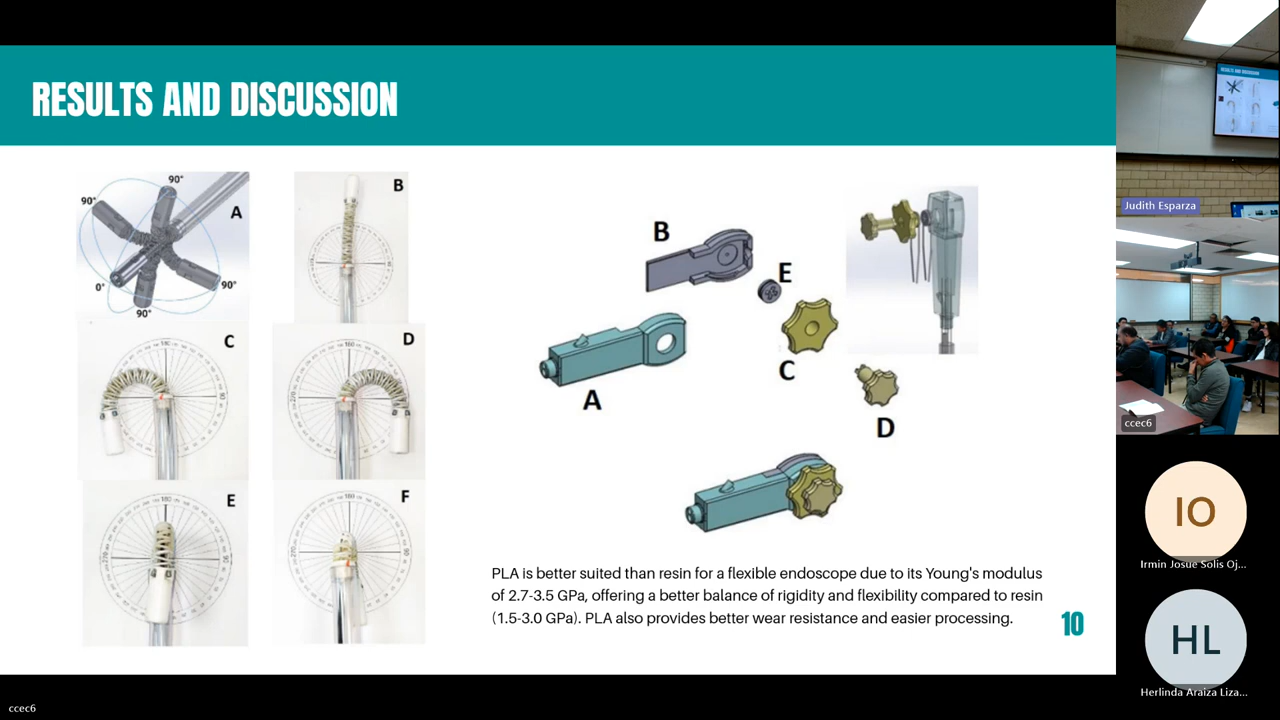 RESULTS AND DISCUSSION
90°
90°
A
0°
90°
90°
B
C
D
E
F
B
E
C
A
D
PLA is better suited than resin for a flexible endoscope due to its Young's modulus
of 2.7-3.5 GPa, offering a better balance of rigidity and flexibility compared to resin
(1.5-3.0 GPa). PLA also provides better wear resistance and easier processing.
10
RESULTS AND DISCUSSION
Judith Esparza
ccec6
IO
Irmin Josue Solis Oj...
HL
Herlinda Araiza Liza...
ccec6